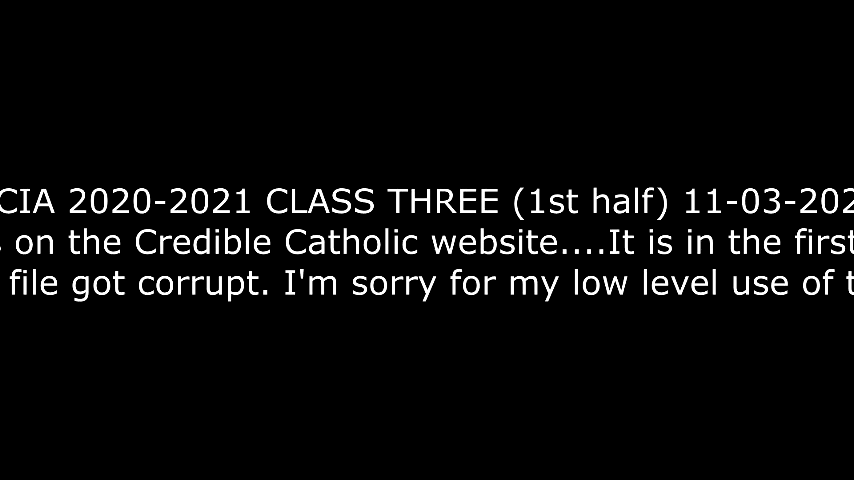 CIA 2020-2021 CLASS THREE (1st half) 11-03-202
on the Credible Catholic website....It is in the first
file got corrupt. I'm sorry for my low level use of